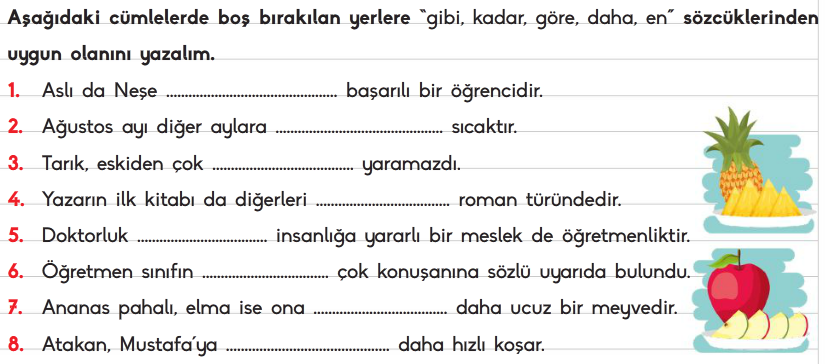 Aşağıdaki cümlelerde boş bırakılan yerlere “gibi, kadar, göre, daha, en” sözcüklerinden
uygun olanını yazalım.
1. Aslı da Neşe .............................................. başarılı bir öğrencidir.
2. Ağustos ayı diğer aylara ............................................ sıcaktır.
3. Tarık, eskiden çok ..................................... yaramazdı.
4. Yazarın ilk kitabı da diğerleri ................................... roman türündedir.
5. Doktorluk .................................. insanlığa yararlı bir meslek de öğretmenliktir.
6. Öğretmen sınıfın ................................. çok konuşanına sözlü uyarıda bulundu.
7. Ananas pahalı, elma ise ona ................................... daha ucuz bir meyvedir.
8. Atakan, Mustafa’ya ........................................... daha hızlı koşar.